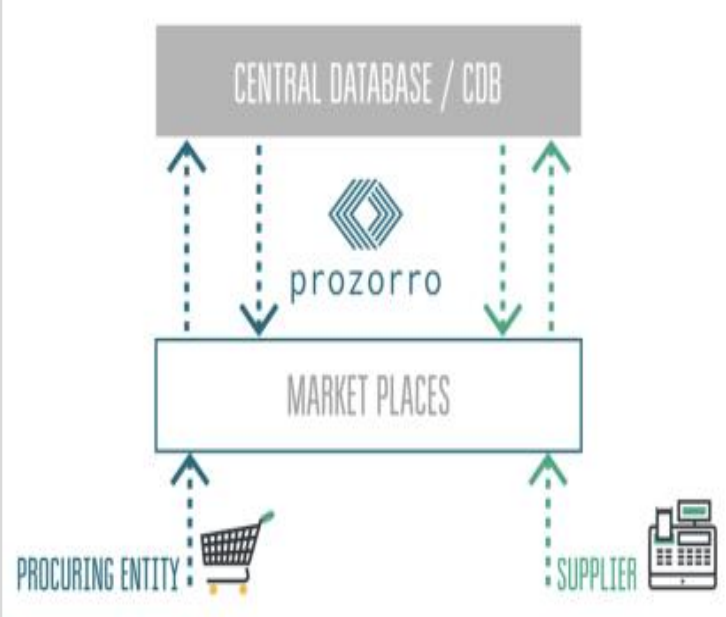 CENTRAL DATABASE / CDB
prozorro
MARKET PLACES
PROCURING ENTITY
SUPPLIER